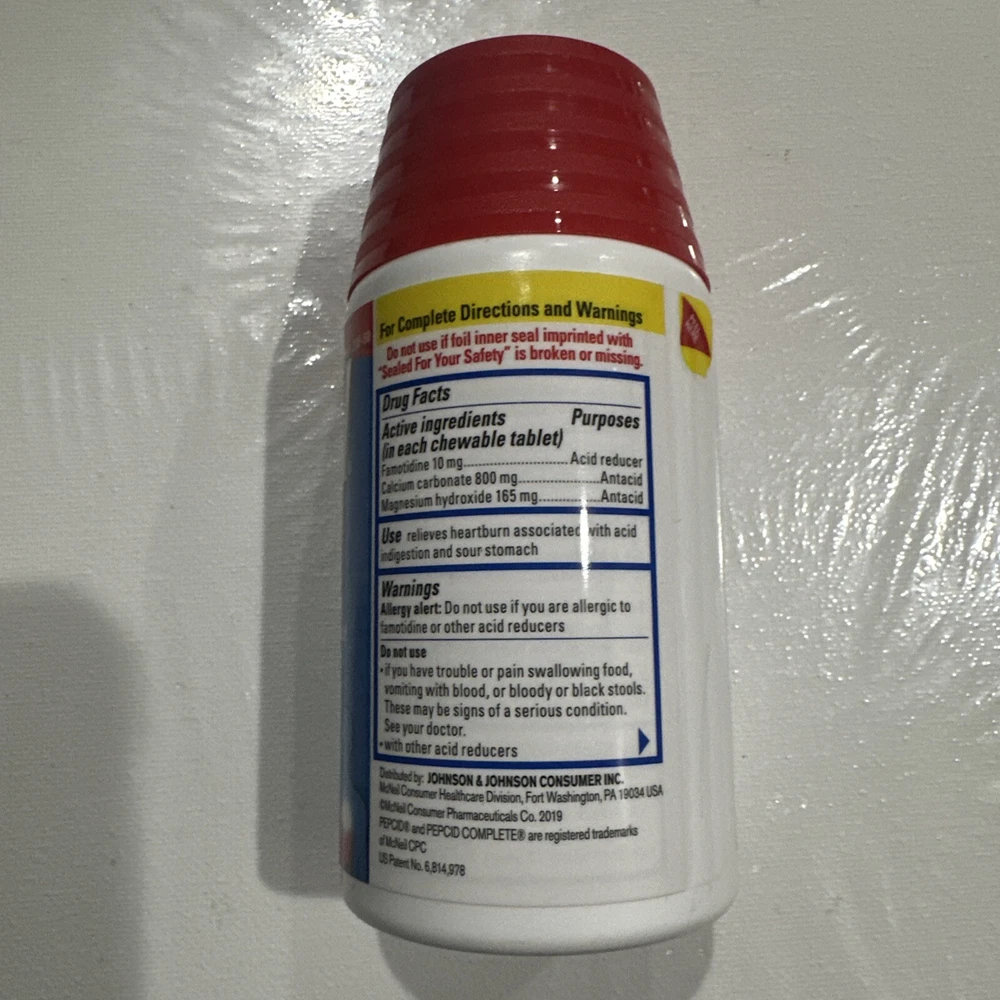 For Complete Directions and Warnings
Do not use if foil inner seal imprinted with
"Sealed For Your Safety" is broken or missing.
Drug Facts
Active ingredients Purposes
(in each chewable tablet)
Famotidine 10 mg............................Acid reducer
Calcium carbonate 800 mg......................Antacid
Magnesium hydroxide 165 mg.................Antacid
Use relieves heartburn associated with acid
indigestion and sour stomach
Warnings
Allergy alert: Do not use if you are allergic to
famotidine or other acid reducers
Do not use
• if you have trouble or pain swallowing food,
vomiting with blood, or bloody or black stools.
These may be signs of a serious condition.
See your doctor.
• with other acid reducers
Distributed by: JOHNSON & JOHNSON CONSUMER INC.
McNeil Consumer Healthcare Division, Fort Washington, PA 19034 USA
©McNeil Consumer Pharmaceuticals Co. 2019
PEPCID® and PEPCID COMPLETE® are registered trademarks
of McNeil CPC
US Patent No. 6,814,978